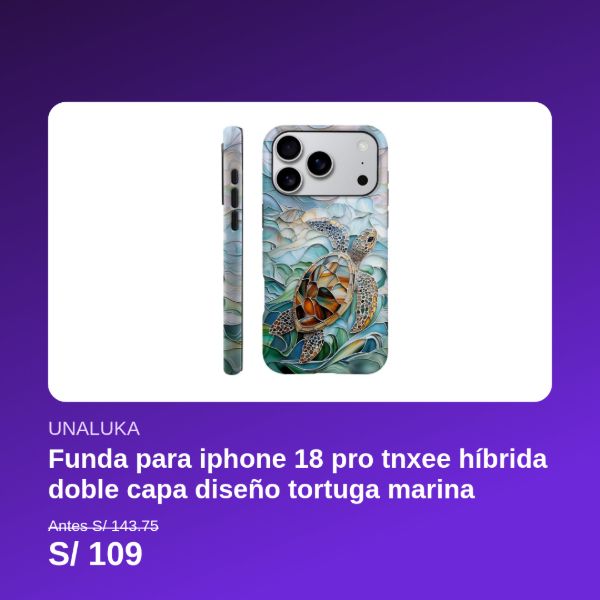 UNALUKA
Funda para iphone 18 pro tnxee híbrida
doble capa diseño tortuga marina
Antes S/ 143.75
S/ 109